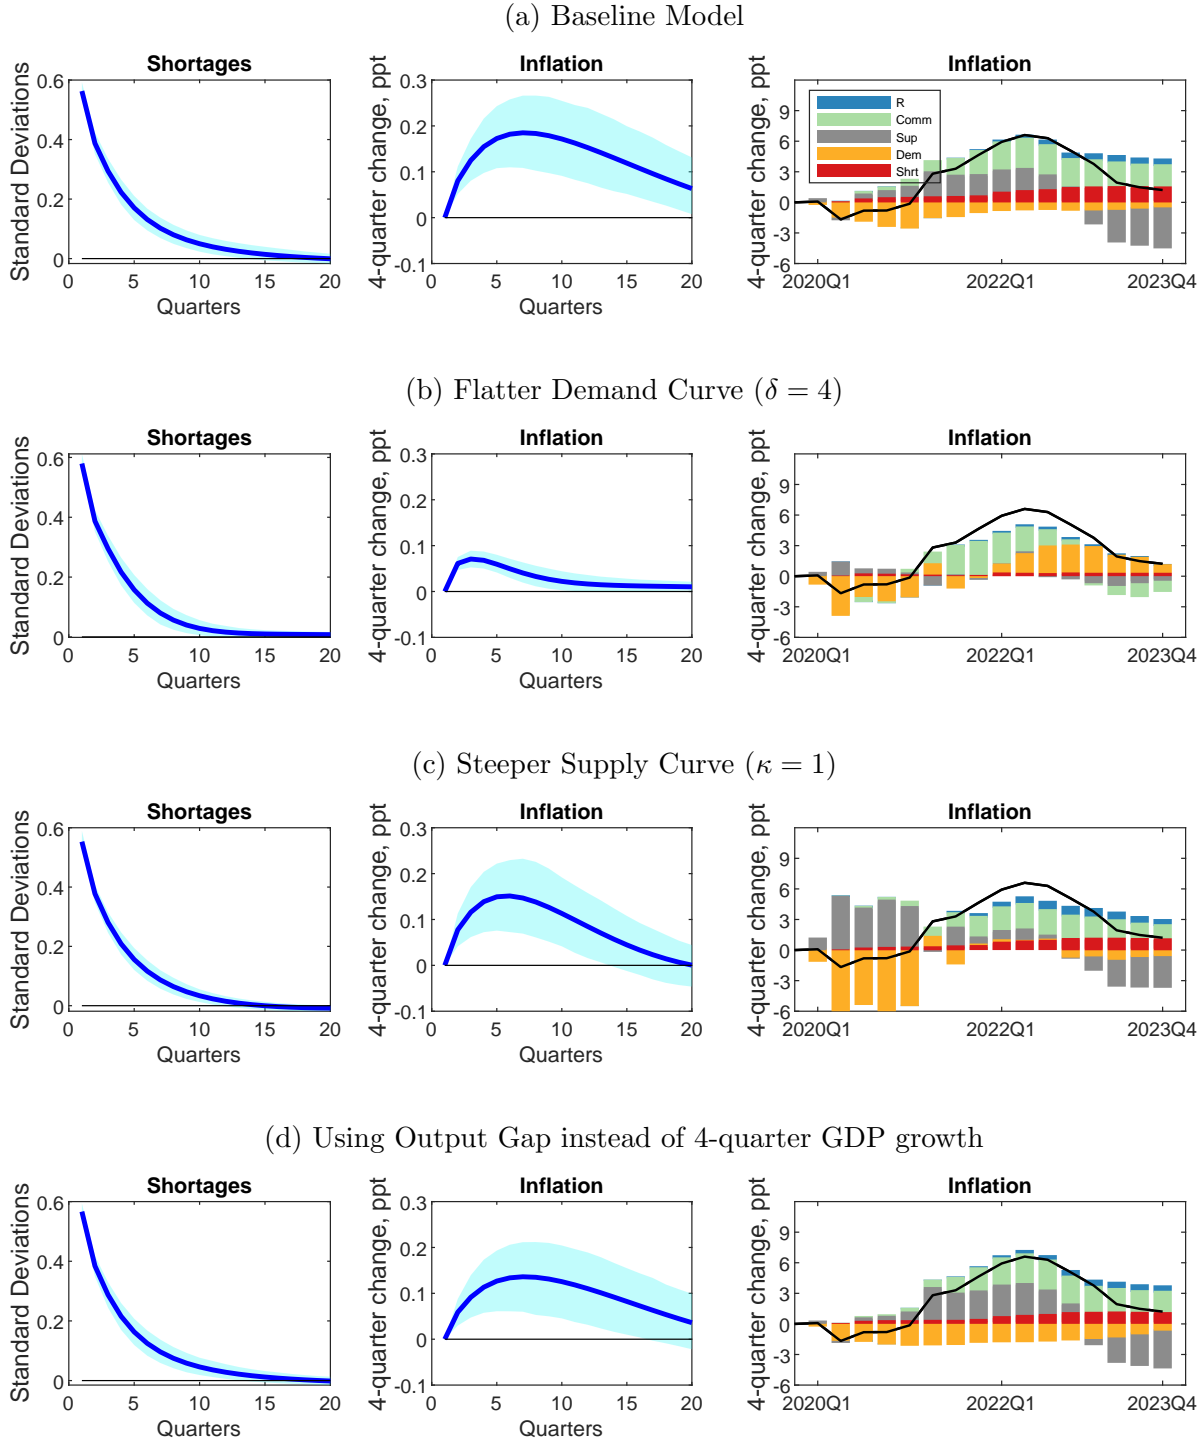 (a) Baseline Model
Shortages
Standard Deviations
0.6
0.4
0.2
0
0 5 10 15 20
Quarters
Inflation
4-quarter change, ppt
0.3
0.2
0.1
0
-0.1
0 5 10 15 20
Quarters
Inflation
4-quarter change, ppt
9
6
3
0
-3
-6
R
Comm
Sup
Dem
Shrt
2020Q1 2022Q1 2023Q4
(b) Flatter Demand Curve (δ = 4)
Shortages
Standard Deviations
0.6
0.4
0.2
0
0 5 10 15 20
Quarters
Inflation
4-quarter change, ppt
0.3
0.2
0.1
0
-0.1
0 5 10 15 20
Quarters
Inflation
4-quarter change, ppt
9
6
3
0
-3
-6
2020Q1 2022Q1 2023Q4
(c) Steeper Supply Curve (κ = 1)
Shortages
Standard Deviations
0.6
0.4
0.2
0
0 5 10 15 20
Quarters
Inflation
4-quarter change, ppt
0.3
0.2
0.1
0
-0.1
0 5 10 15 20
Quarters
Inflation
4-quarter change, ppt
9
6
3
0
-3
-6
2020Q1 2022Q1 2023Q4
(d) Using Output Gap instead of 4-quarter GDP growth
Shortages
Standard Deviations
0.6
0.4
0.2
0
0 5 10 15 20
Quarters
Inflation
4-quarter change, ppt
0.3
0.2
0.1
0
-0.1
0 5 10 15 20
Quarters
Inflation
4-quarter change, ppt
9
6
3
0
-3
-6
2020Q1 2022Q1 2023Q4